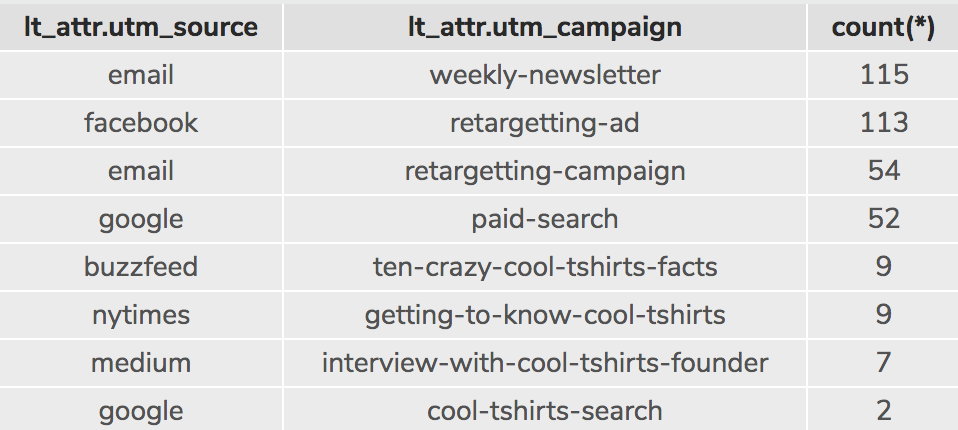 lt_attr.utm_source lt_attr.utm_campaign count(*)
email weekly-newsletter 115
facebook retargetting-ad 113
email retargetting-campaign 54
google paid-search 52
buzzfeed ten-crazy-cool-tshirts-facts 9
nytimes getting-to-know-cool-tshirts 9
medium interview-with-cool-tshirts-founder 7
google cool-tshirts-search 2